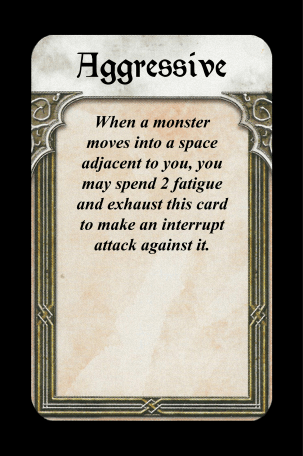 Aggressive
When a monster
moves into a space
adjacent to you, you
may spend 2 fatigue
and exhaust this card
to make an interrupt
attack against it.